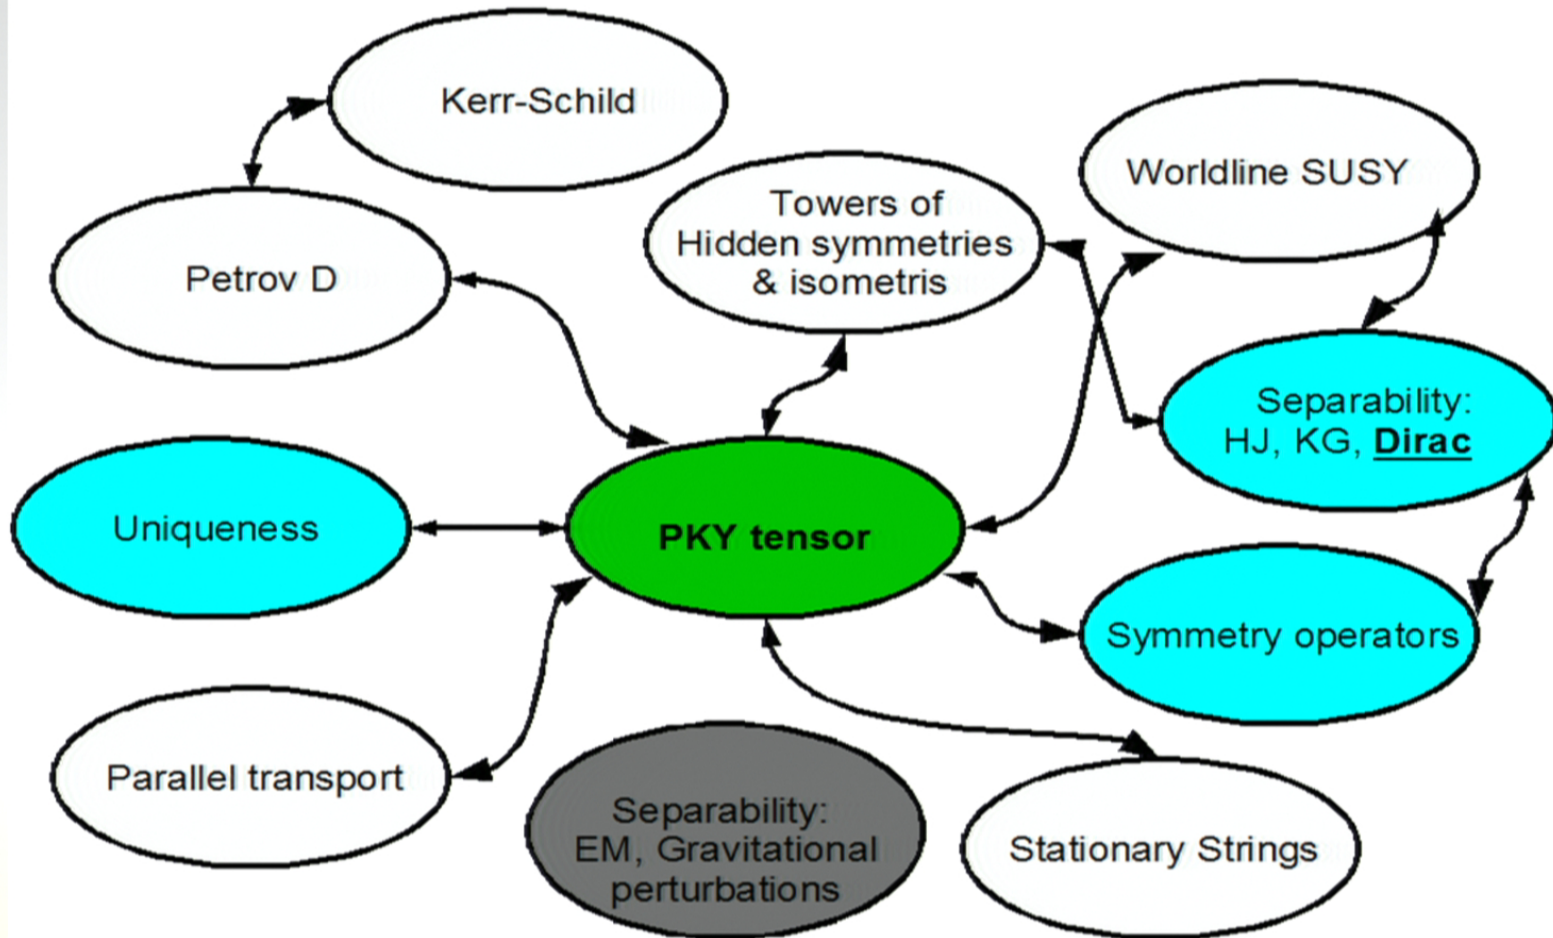 Kerr-Schild
Worldline SUSY
Towers of
Hidden symmetries
& isometris
Petrov D
Separability:
HJ, KG, Dirac
Uniqueness
PKY tensor
Symmetry operators
Parallel transport
Separability:
EM, Gravitational
perturbations
Stationary Strings